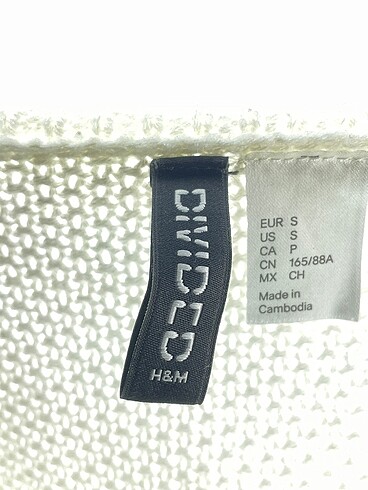 DIVIDED
H&M
EUR S
US S
CA P
CN 165/88A
MX CH
Made in
Cambodia